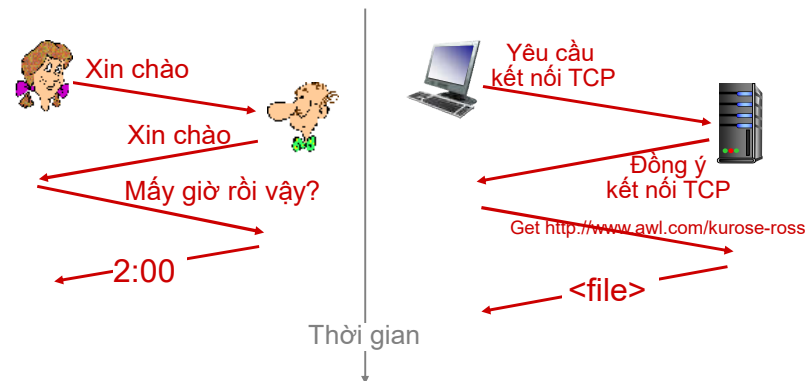 Xin chào
Xin chào
Mấy giờ rồi vậy?
2:00
Yêu cầu
kết nối TCP
Đồng ý
kết nối TCP
Get http://www.awl.com/kurose-ross
<file>
Thời gian